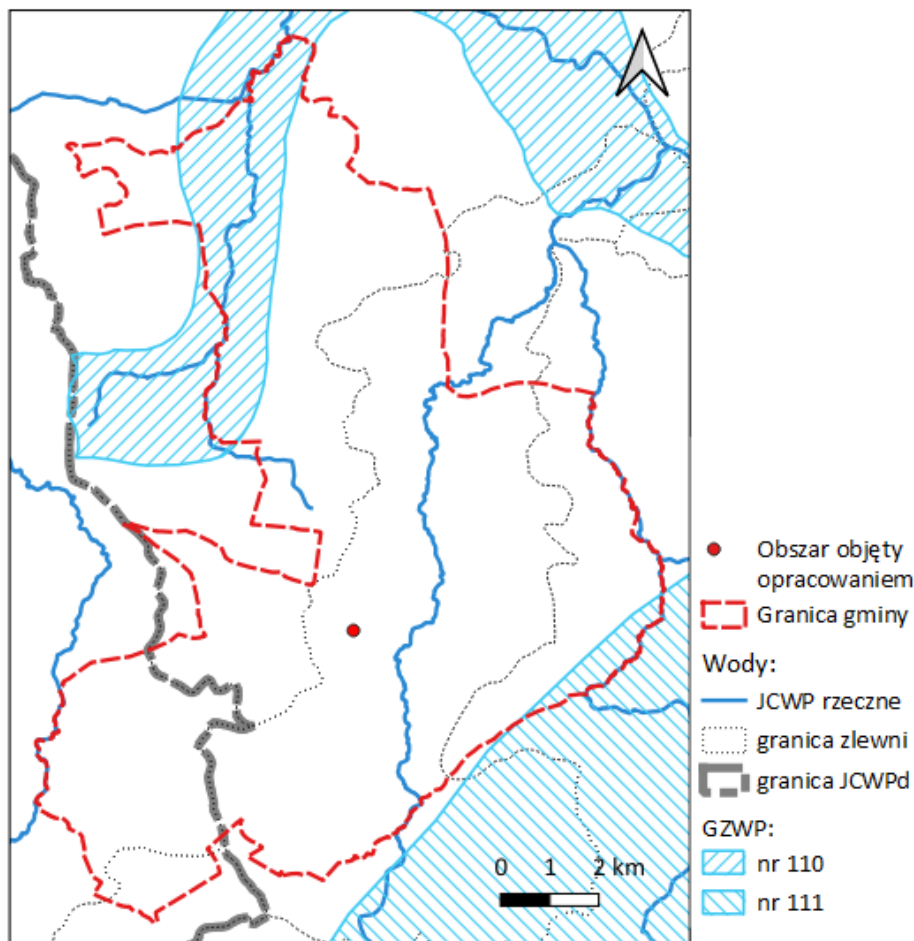 0 1 2 km
Obszar objęty
opracowaniem
Granica gminy
Wody:
JCWP rzeczne
granica zlewni
granica JCWPd
GZWP:
nr 110
nr 111